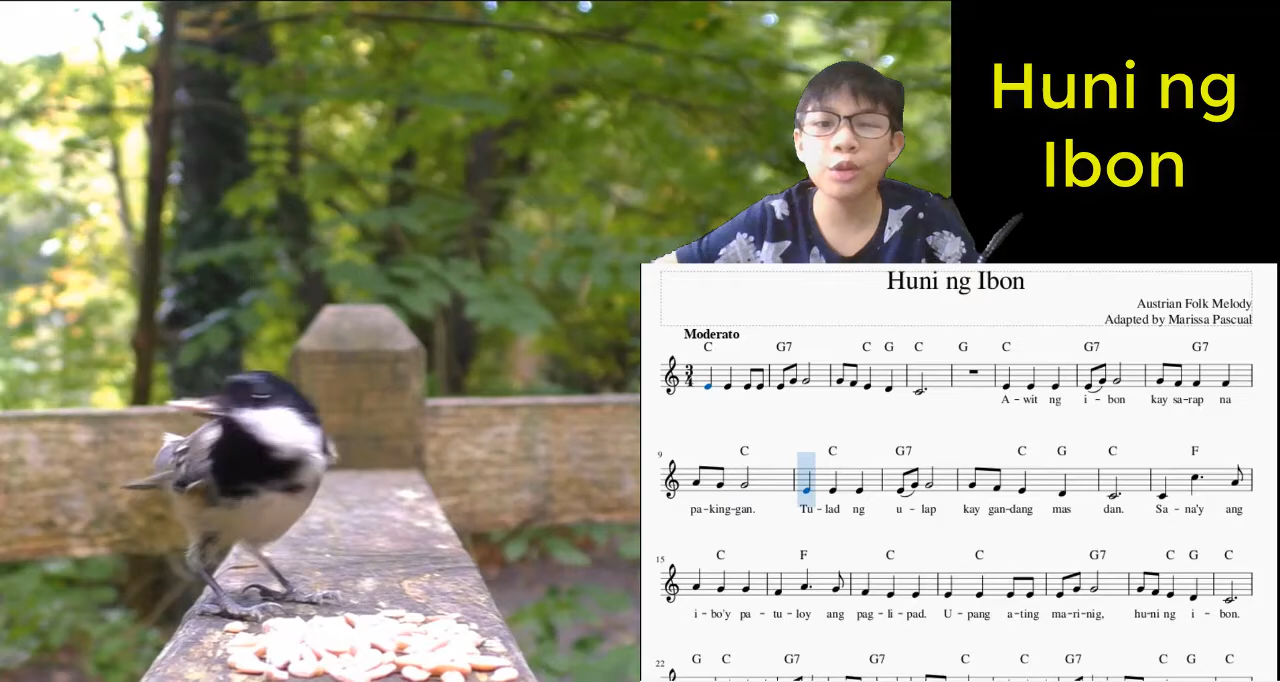 Huni ng
Ibon
Huni ng Ibon
Austrian Folk Melody
Adapted by Marissa Pascual
Moderato
C G7 C G C G C G7 G7
3
4
A - wit ng i - bon kay sa - rap na
9
C C G7 C G C F
pa - king - gan. Tu - lad ng u - lap kay gan - dang mas dan. Sa - na'y ang
15
C F C C G7 C G C
i - bo'y pa - tu - loy ang pag - li - pad. U - pang a - ting ma - ri - nig, hu - ni ng i - bon.
22
G C G7 G7 C C G7 C G C